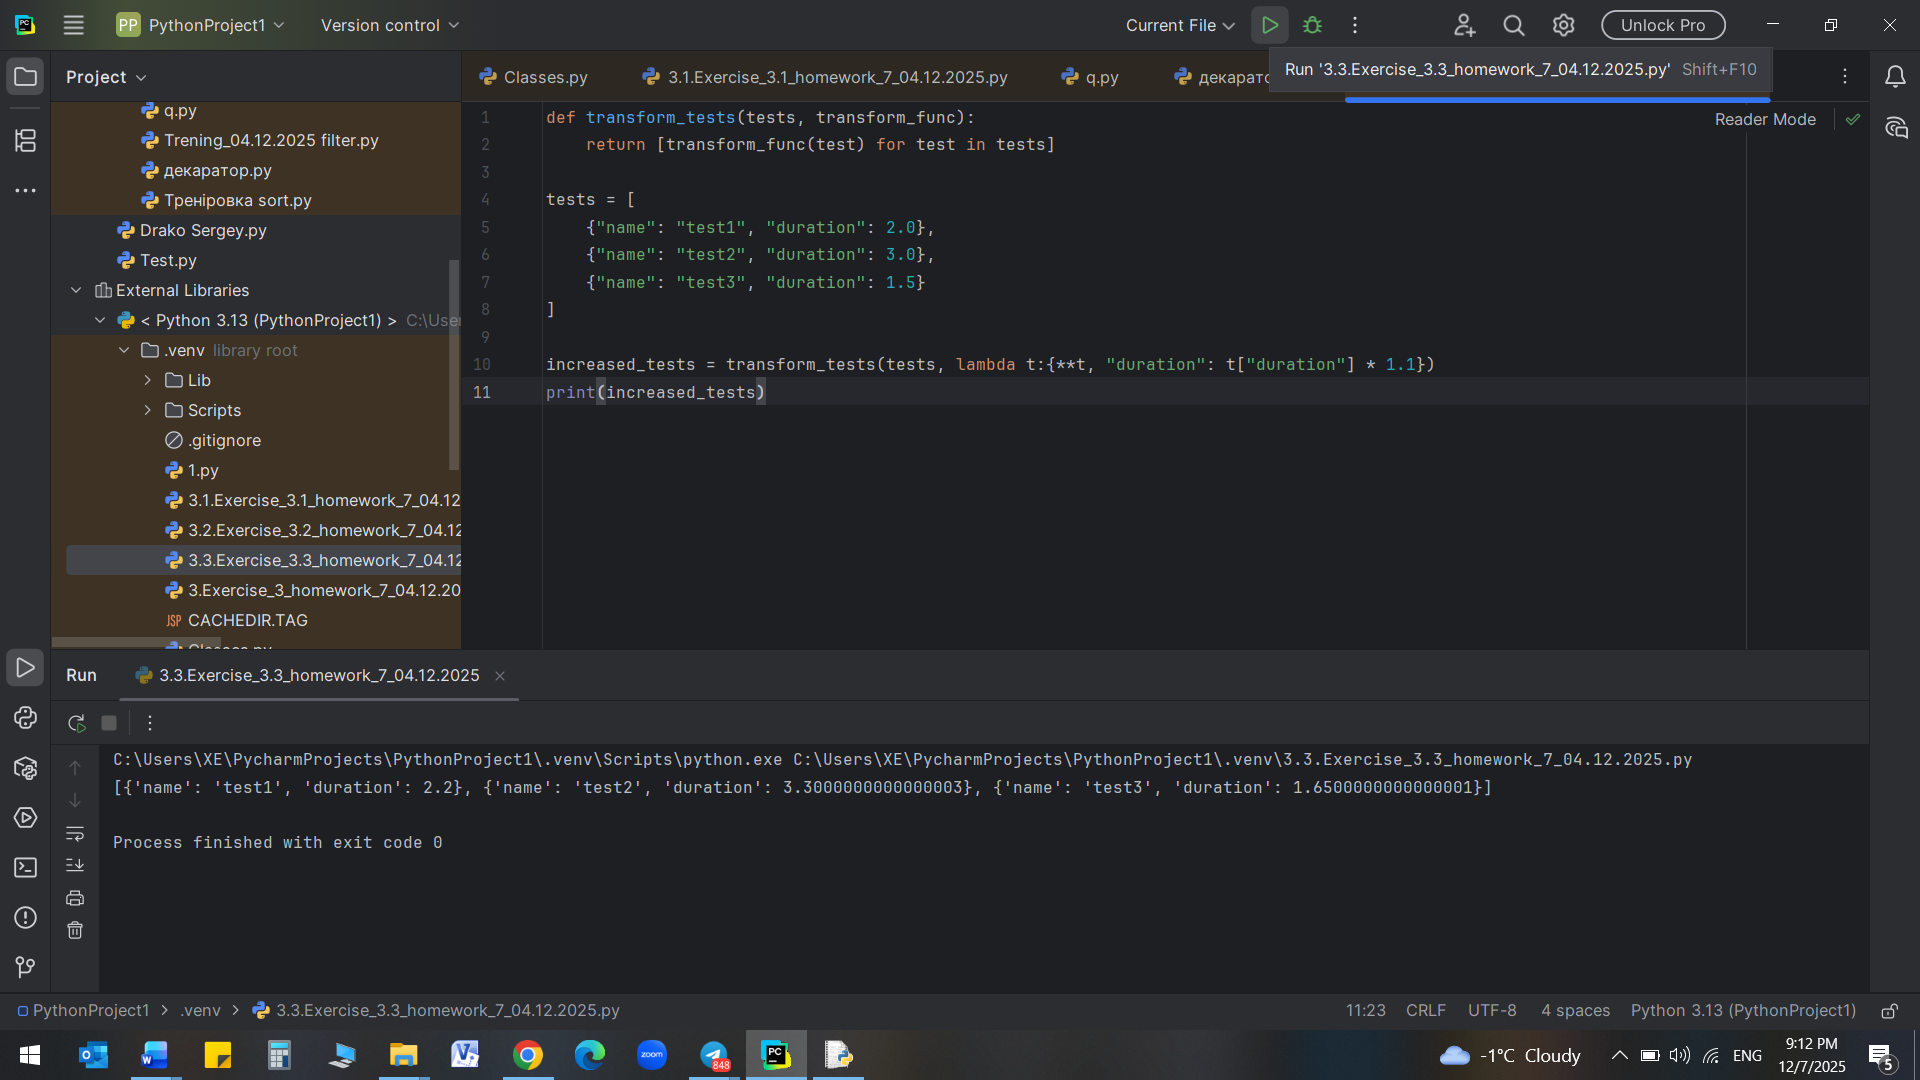 PP PythonProject1 Version control Current File Unlock Pro
Project
Classes.py 3.1.Exercise_3.1_homework_7_04.12.2025.py q.py декарато
Run '3.3.Exercise_3.3_homework_7_04.12.2025.py' Shift+F10
Reader Mode
q.py
Trening_04.12.2025 filter.py
декаратор.py
Треніровка sort.py
Drako Sergey.py
Test.py
External Libraries
< Python 3.13 (PythonProject1) > C:\Use
.venv library root
Lib
Scripts
.gitignore
1.py
3.1.Exercise_3.1_homework_7_04.12
3.2.Exercise_3.2_homework_7_04.12
3.3.Exercise_3.3_homework_7_04.12
3.Exercise_3_homework_7_04.12.20
JSP CACHEDIR.TAG
Classes.py
1 def transform_tests(tests, transform_func):
2 return [transform_func(test) for test in tests]
3
4 tests = [
5 {"name": "test1", "duration": 2.0},
6 {"name": "test2", "duration": 3.0},
7 {"name": "test3", "duration": 1.5}
8 ]
9
10 increased_tests = transform_tests(tests, lambda t:{**t, "duration": t["duration"] * 1.1})
11 print(increased_tests)
Run 3.3.Exercise_3.3_homework_7_04.12.2025
C:\Users\XE\PycharmProjects\PythonProject1\.venv\Scripts\python.exe C:\Users\XE\PycharmProjects\PythonProject1\.venv\3.3.Exercise_3.3_homework_7_04.12.2025.py
[{'name': 'test1', 'duration': 2.2}, {'name': 'test2', 'duration': 3.3000000000000003}, {'name': 'test3', 'duration': 1.6500000000000001}]
Process finished with exit code 0
PythonProject1 > .venv > 3.3.Exercise_3.3_homework_7_04.12.2025.py 11:23 CRLF UTF-8 4 spaces Python 3.13 (PythonProject1)
zoom 848 PC -1°C Cloudy ENG 9:12 PM
12/7/2025 5